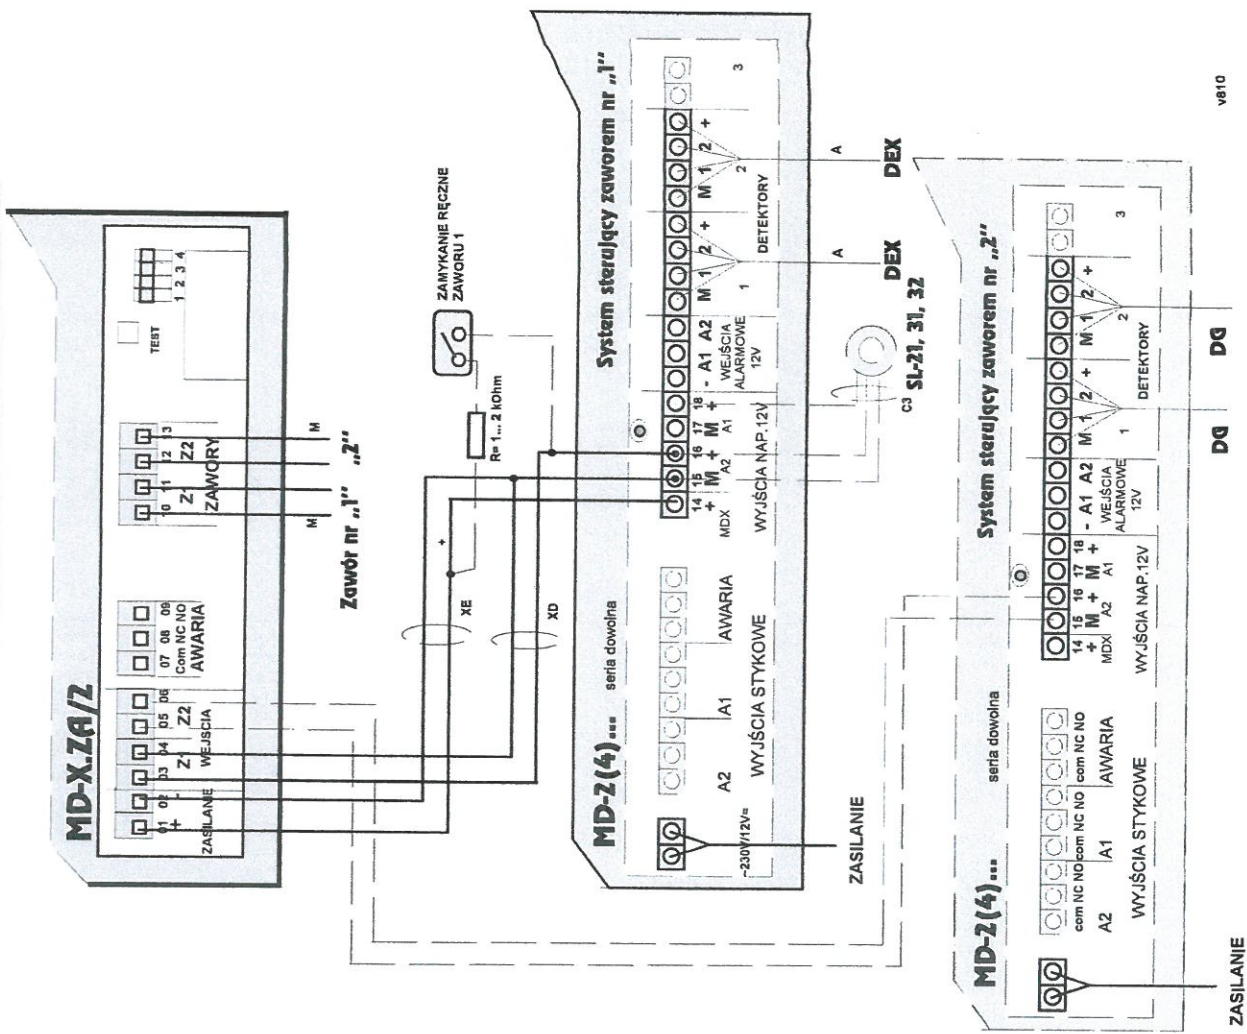 MD-X.ZA/2
01 02 03 04 05 06
+ -
Z1 Z2
ZASILANIE WEJŚCIA
07 08 09
Com NC NO
AWARIA
10 11 12 13
Z1 Z2
ZAWORY
TEST
1 2 3 4
M M
Zawór nr „1” „2”
ZAMYKANIE RĘCZNE
ZAWORU 1
R= 1... 2 kOhm
+
XE
XD
MD-2(4)... seria dowolna
System sterujący zaworem nr „1”
~230V/12V=
ZASILANIE
A2 A1 AWARIA
WYJŚCIA STYKOWE
14 15 16 17 18
+ M + M +
MDX A2 A1
WYJŚCIA NAP.12V
- A1 A2
WEJŚCIA
ALARMOWE
12V
M 1 2 + M 1 2 +
1 2 3
DETEKTORY
A A
DEX DEX
C3 SL-21, 31, 32
MD-2(4)... seria dowolna
System sterujący zaworem nr „2”
ZASILANIE
com NC NO com NC NO com NC NO
A2 A1 AWARIA
WYJŚCIA STYKOWE
14 15 16 17 18
+ M + M +
MDX A2 A1
WYJŚCIA NAP.12V
- A1 A2
WEJŚCIA
ALARMOWE
12V
M 1 2 + M 1 2 +
1 2 3
DETEKTORY
DG DG
v810